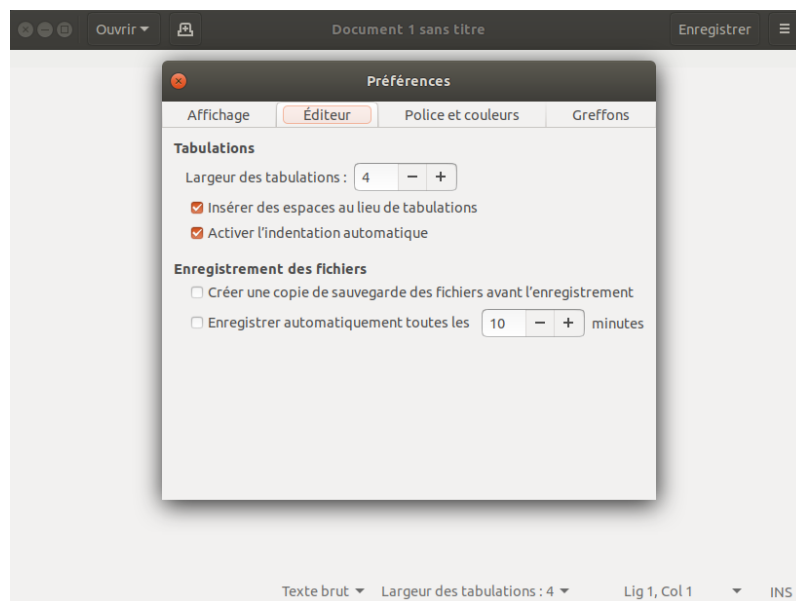 Ouvrir Document 1 sans titre Enregistrer
Préférences
Affichage Éditeur Police et couleurs Greffons
Tabulations
Largeur des tabulations : 4 − +
Insérer des espaces au lieu de tabulations
Activer l'indentation automatique
Enregistrement des fichiers
Créer une copie de sauvegarde des fichiers avant l'enregistrement
Enregistrer automatiquement toutes les 10 − + minutes
Texte brut Largeur des tabulations : 4 Lig 1, Col 1 INS